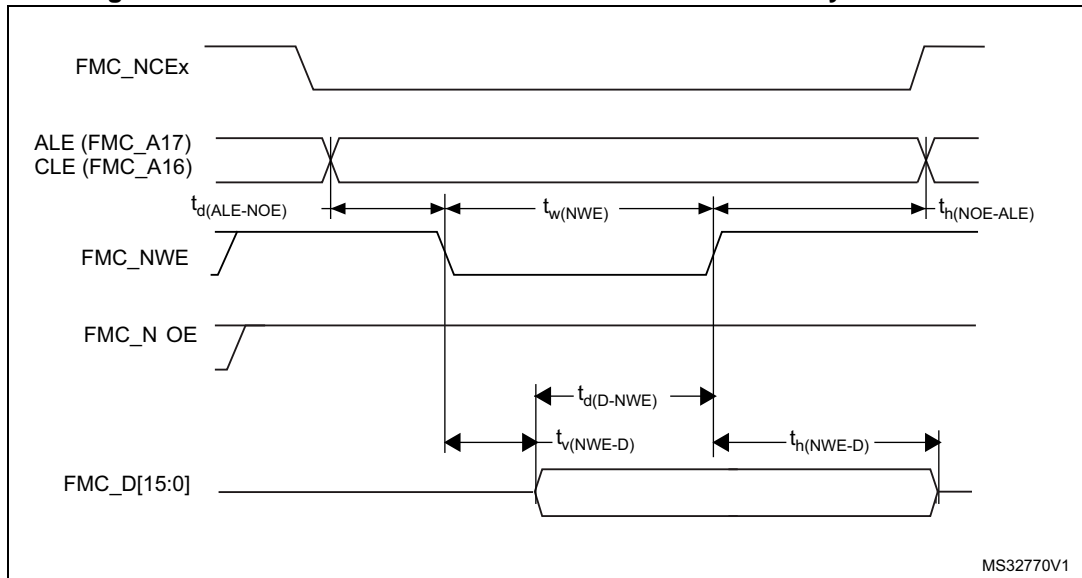 FMC_NCEx
ALE (FMC_A17)
CLE (FMC_A16)
td(ALE-NOE)
tw(NWE)
th(NOE-ALE)
FMC_NWE
FMC_N OE
td(D-NWE)
tv(NWE-D)
th(NWE-D)
FMC_D[15:0]
MS32770V1